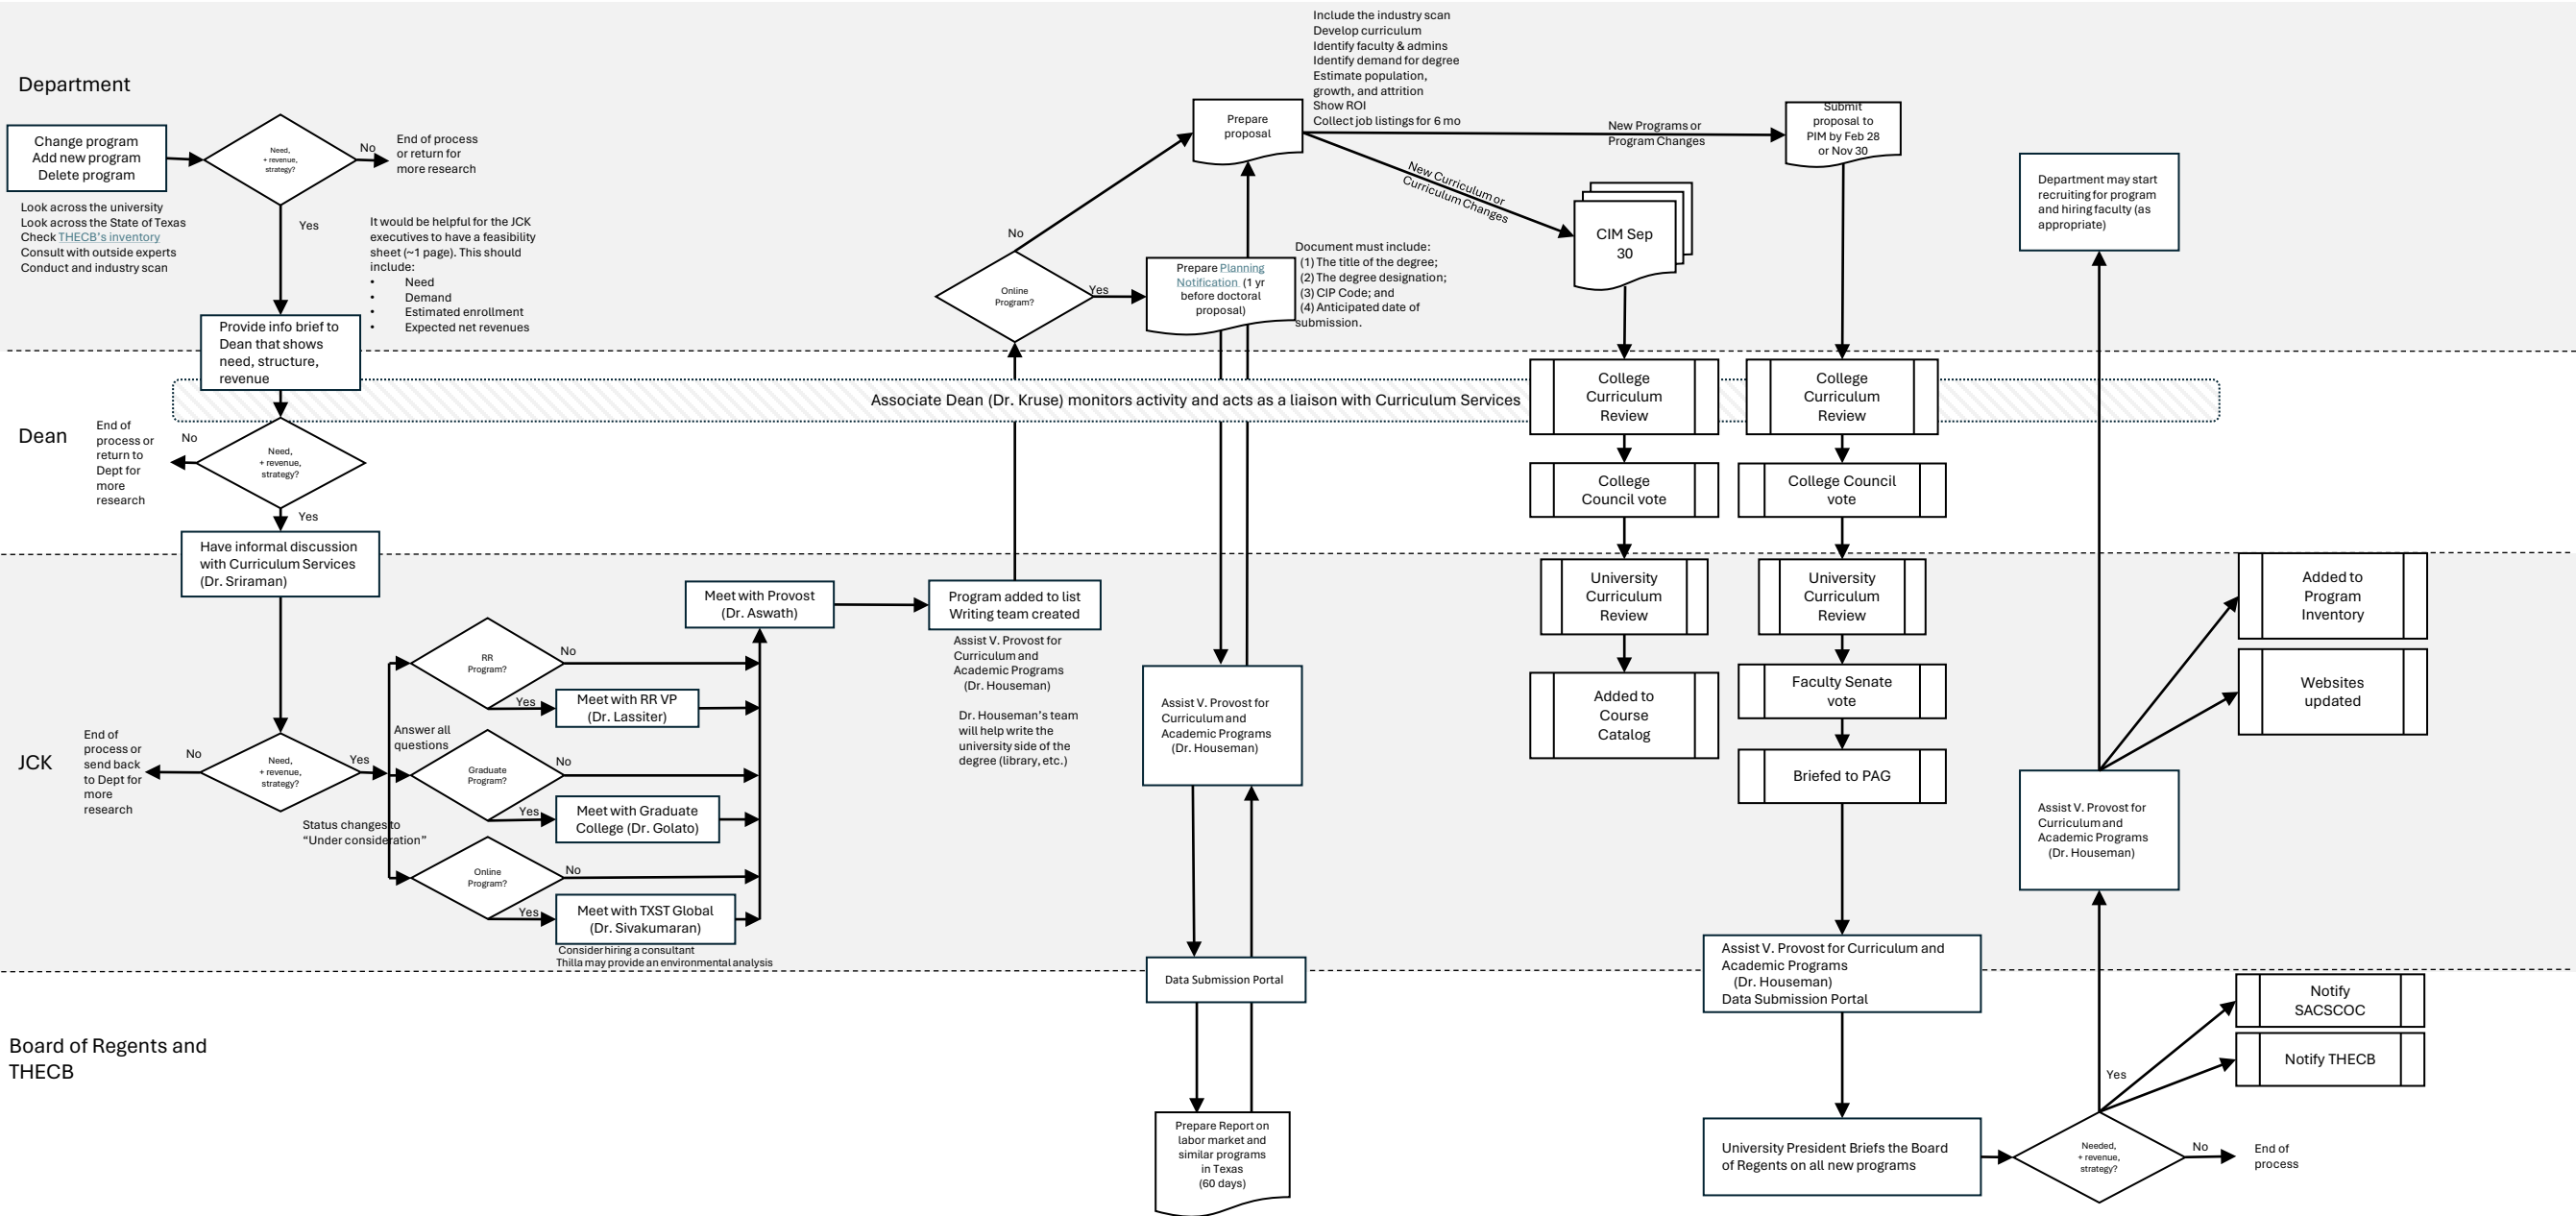 Department
Change program
Add new program
Delete program
Look across the university
Look across the State of Texas
Check THECB's inventory
Consult with outside experts
Conduct and industry scan
Need,
+ revenue,
strategy?
No
End of process
or return for
more research
Yes
It would be helpful for the JCK
executives to have a feasibility
sheet (~1 page). This should
include:
• Need
• Demand
• Estimated enrollment
• Expected net revenues
Provide info brief to
Dean that shows
need, structure,
revenue
No
Online
Program?
Yes
Prepare Planning
Notification (1 yr
before doctoral
proposal)
Document must include:
(1) The title of the degree;
(2) The degree designation;
(3) CIP Code; and
(4) Anticipated date of
submission.
Prepare
proposal
Include the industry scan
Develop curriculum
Identify faculty & admins
Identify demand for degree
Estimate population,
growth, and attrition
Show ROI
Collect job listings for 6 mo
New Programs or
Program Changes
New Curriculum or
Curriculum Changes
CIM Sep
30
Submit
proposal to
PIM by Feb 28
or Nov 30
Department may start
recruiting for program
and hiring faculty (as
appropriate)
Associate Dean (Dr. Kruse) monitors activity and acts as a liaison with Curriculum Services
Dean
End of
process or
return to
Dept for
more
research
No
Need,
+ revenue,
strategy?
Yes
College
Curriculum
Review
College
Curriculum
Review
College
Council vote
College Council
vote
Have informal discussion
with Curriculum Services
(Dr. Sriraman)
JCK
End of
process or
send back
to Dept for
more
research
No
Need,
+ revenue,
strategy?
Yes
Answer all
questions
Status changes to
“Under consideration”
RR
Program?
No
Yes
Meet with RR VP
(Dr. Lassiter)
Graduate
Program?
No
Yes
Meet with Graduate
College (Dr. Golato)
Online
Program?
No
Yes
Meet with TXST Global
(Dr. Sivakumaran)
Consider hiring a consultant
Thilla may provide an environmental analysis
Meet with Provost
(Dr. Aswath)
Program added to list
Writing team created
Assist V. Provost for
Curriculum and
Academic Programs
(Dr. Houseman)
Dr. Houseman's team
will help write the
university side of the
degree (library, etc.)
Assist V. Provost for
Curriculum and
Academic Programs
(Dr. Houseman)
Data Submission Portal
University
Curriculum
Review
Added to
Course
Catalog
University
Curriculum
Review
Faculty Senate
vote
Briefed to PAG
Assist V. Provost for Curriculum and
Academic Programs
(Dr. Houseman)
Data Submission Portal
Assist V. Provost for
Curriculum and
Academic Programs
(Dr. Houseman)
Added to
Program
Inventory
Websites
updated
Board of Regents and
THECB
Prepare Report on
labor market and
similar programs
in Texas
(60 days)
University President Briefs the Board
of Regents on all new programs
Needed,
+ revenue,
strategy?
Yes
No
End of
process
Notify
SACSCOC
Notify THECB